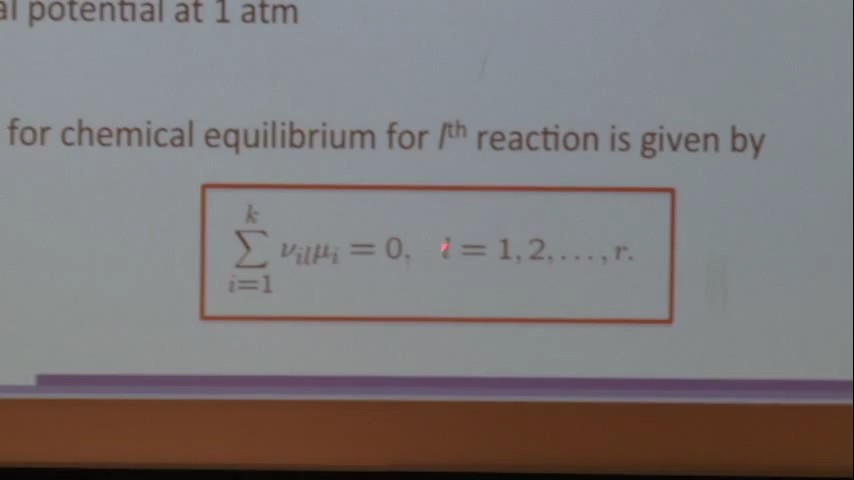 al potential at 1 atm
for chemical equilibrium for lth reaction is given by
k
∑ νilμi = 0, i = 1, 2, . . . , r.
i=1